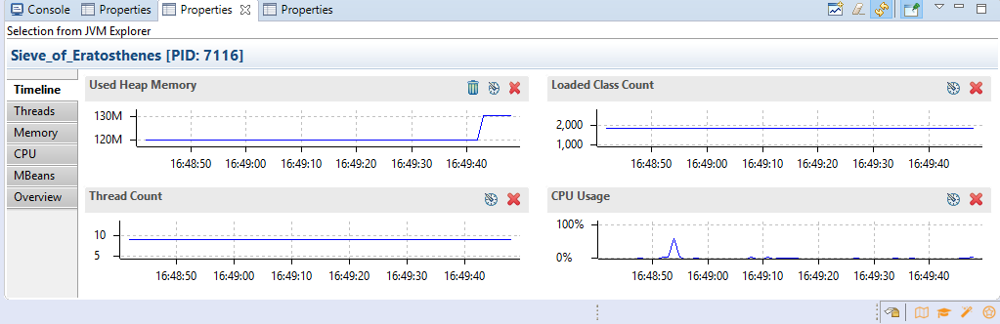 Console Properties Properties Properties
Selection from JVM Explorer
Sieve_of_Eratosthenes [PID: 7116]
Timeline
Threads
Memory
CPU
MBeans
Overview
Used Heap Memory
130M
120M
16:48:50 16:49:00 16:49:10 16:49:20 16:49:30 16:49:40
Loaded Class Count
2,000
1,000
16:48:50 16:49:00 16:49:10 16:49:20 16:49:30 16:49:40
Thread Count
10
5
16:48:50 16:49:00 16:49:10 16:49:20 16:49:30 16:49:40
CPU Usage
100%
0%
16:48:50 16:49:00 16:49:10 16:49:20 16:49:30 16:49:40